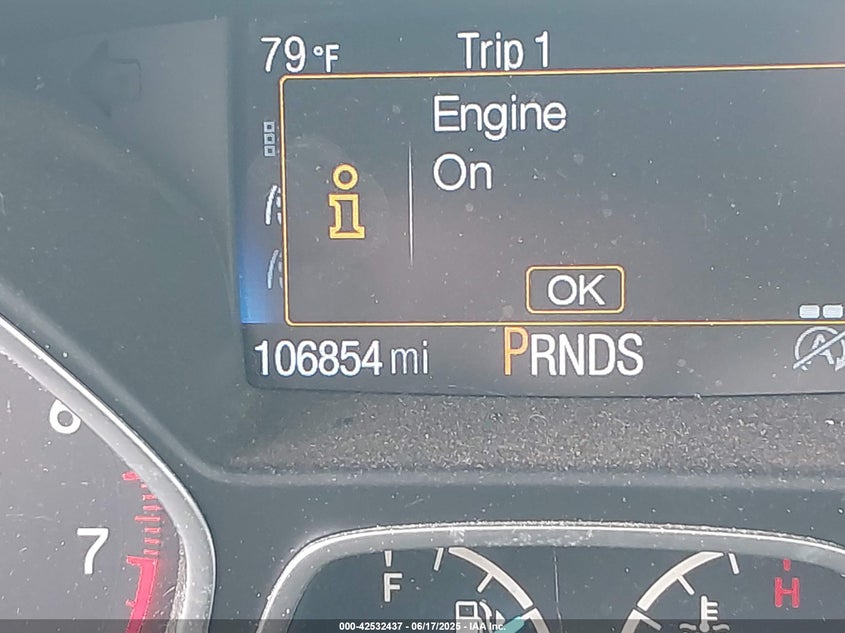 79°F Trip 1
Engine
On
OK
106854 mi PRNDS
6
7
F
H
000-42532437 - 06/17/2025 - IAA Inc.